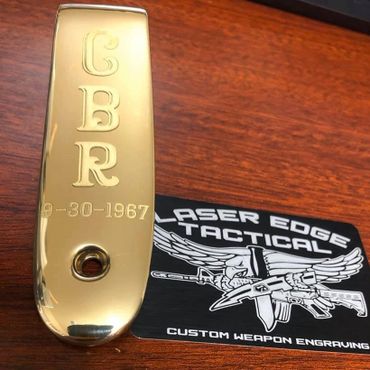 C
B
R
9-30-1967
LASER EDGE
TACTICAL
CUSTOM WEAPON ENGRAVING